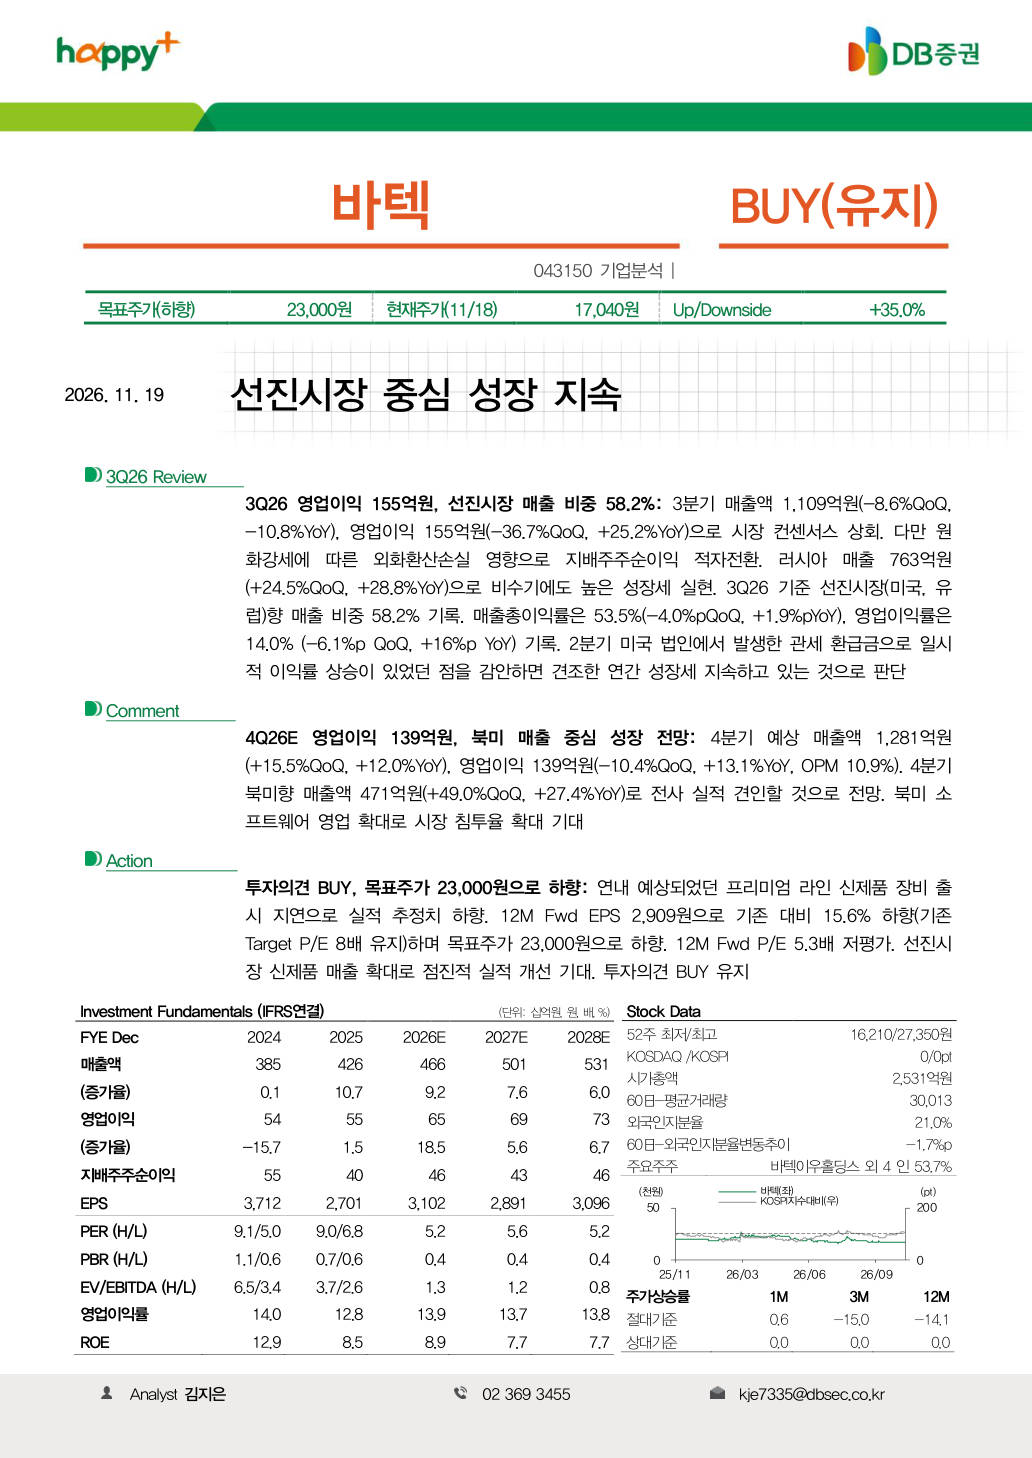 happy+
DB증권
바텍
BUY(유지)
043150 기업분석 |
목표주가(하향) 23,000원 현재주가(11/18) 17,040원 Up/Downside +35.0%
2026. 11. 19
선진시장 중심 성장 지속
3Q26 Review
3Q26 영업이익 155억원, 선진시장 매출 비중 58.2%: 3분기 매출액 1,109억원(-8.6%QoQ,
-10.8%YoY), 영업이익 155억원(-36.7%QoQ, +25.2%YoY)으로 시장 컨센서스 상회. 다만 원
화강세에 따른 외화환산손실 영향으로 지배주주순이익 적자전환. 러시아 매출 763억원
(+24.5%QoQ, +28.8%YoY)으로 비수기에도 높은 성장세 실현. 3Q26 기준 선진시장(미국, 유
럽)향 매출 비중 58.2% 기록. 매출총이익률은 53.5%(-4.0%pQoQ, +1.9%pYoY), 영업이익률은
14.0% (-6.1%p QoQ, +16%p YoY) 기록. 2분기 미국 법인에서 발생한 관세 환급금으로 일시
적 이익률 상승이 있었던 점을 감안하면 견조한 연간 성장세 지속하고 있는 것으로 판단
Comment
4Q26E 영업이익 139억원, 북미 매출 중심 성장 전망: 4분기 예상 매출액 1,281억원
(+15.5%QoQ, +12.0%YoY), 영업이익 139억원(-10.4%QoQ, +13.1%YoY, OPM 10.9%). 4분기
북미향 매출액 471억원(+49.0%QoQ, +27.4%YoY)로 전사 실적 견인할 것으로 전망. 북미 소
프트웨어 영업 확대로 시장 침투율 확대 기대
Action
투자의견 BUY, 목표주가 23,000원으로 하향: 연내 예상되었던 프리미엄 라인 신제품 장비 출
시 지연으로 실적 추정치 하향. 12M Fwd EPS 2,909원으로 기존 대비 15.6% 하향(기존
Target P/E 8배 유지)하며 목표주가 23,000원으로 하향. 12M Fwd P/E 5.3배 저평가. 선진시
장 신제품 매출 확대로 점진적 실적 개선 기대. 투자의견 BUY 유지
Investment Fundamentals (IFRS연결) (단위: 십억원, 원, 배, %)
FYE Dec 2024 2025 2026E 2027E 2028E
매출액 385 426 466 501 531
(증가율) 0.1 10.7 9.2 7.6 6.0
영업이익 54 55 65 69 73
(증가율) -15.7 1.5 18.5 5.6 6.7
지배주주순이익 55 40 46 43 46
EPS 3,712 2,701 3,102 2,891 3,096
PER (H/L) 9.1/5.0 9.0/6.8 5.2 5.6 5.2
PBR (H/L) 1.1/0.6 0.7/0.6 0.4 0.4 0.4
EV/EBITDA (H/L) 6.5/3.4 3.7/2.6 1.3 1.2 0.8
영업이익률 14.0 12.8 13.9 13.7 13.8
ROE 12.9 8.5 8.9 7.7 7.7
Stock Data
52주 최저/최고 16,210/27,350원
KOSDAQ /KOSPI 0/0pt
시가총액 2,531억원
60日-평균거래량 30,013
외국인지분율 21.0%
60日-외국인지분율변동추이 -1.7%p
주요주주 바텍이우홀딩스 외 4 인 53.7%
(천원) 바텍(좌) (pt)
KOSPI지수대비(우)
50 200
0 0
25/11 26/03 26/06 26/09
주가상승률 1M 3M 12M
절대기준 0.6 -15.0 -14.1
상대기준 0.0 0.0 0.0
Analyst 김지은 02 369 3455 kje7335@dbsec.co.kr